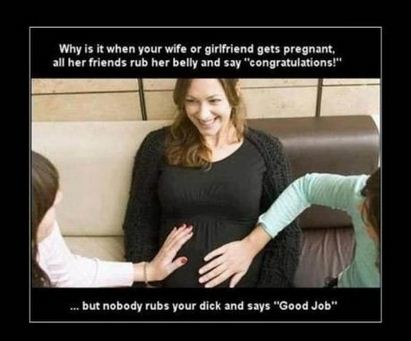 Why is it when your wife or girlfriend gets pregnant,
all her friends rub her belly and say "congratulations!"
... but nobody rubs your dick and says "Good Job"